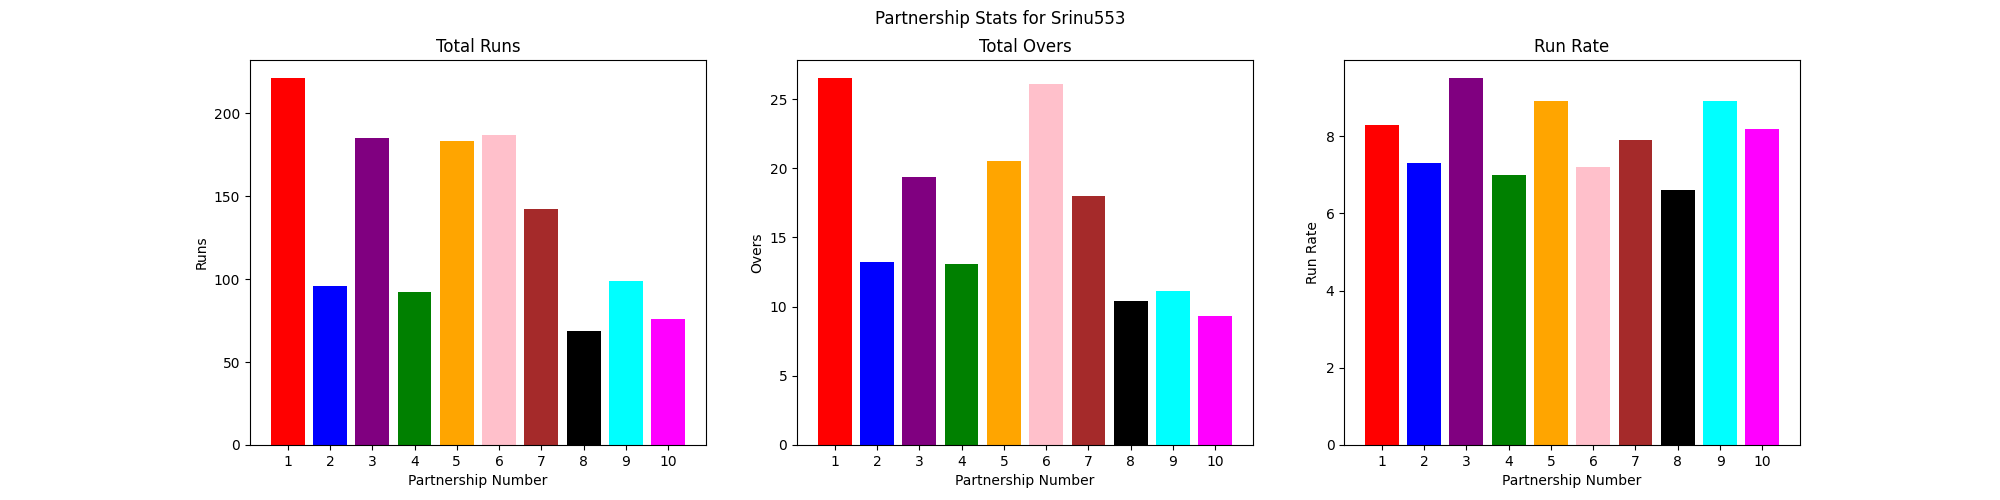 Partnership Stats for Srinu553
Total Runs
Runs
200
150
100
50
0
1 2 3 4 5 6 7 8 9 10
Partnership Number
Total Overs
Overs
25
20
15
10
5
0
1 2 3 4 5 6 7 8 9 10
Partnership Number
Run Rate
Run Rate
8
6
4
2
0
1 2 3 4 5 6 7 8 9 10
Partnership Number